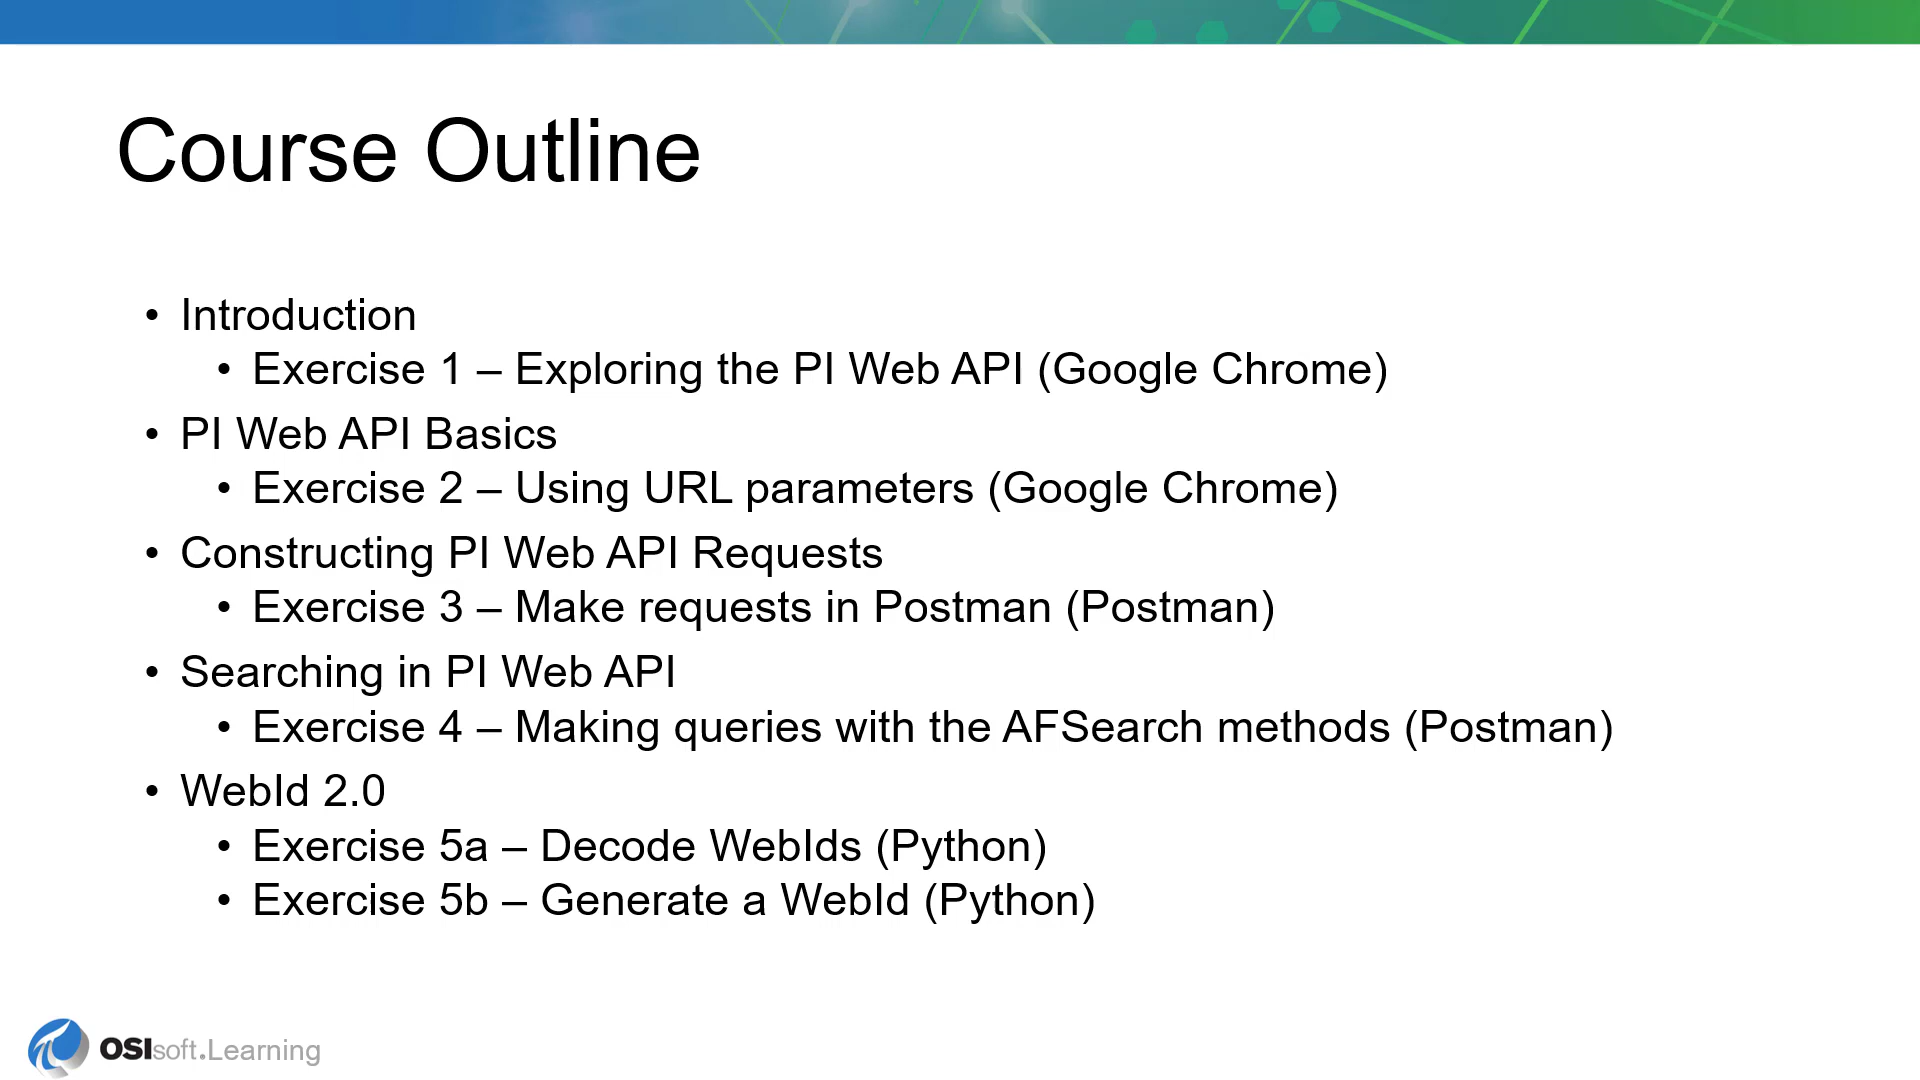 Course Outline
• Introduction
• Exercise 1 – Exploring the PI Web API (Google Chrome)
• PI Web API Basics
• Exercise 2 – Using URL parameters (Google Chrome)
• Constructing PI Web API Requests
• Exercise 3 – Make requests in Postman (Postman)
• Searching in PI Web API
• Exercise 4 – Making queries with the AFSearch methods (Postman)
• WebId 2.0
• Exercise 5a – Decode WebIds (Python)
• Exercise 5b – Generate a WebId (Python)
OSIsoft.Learning